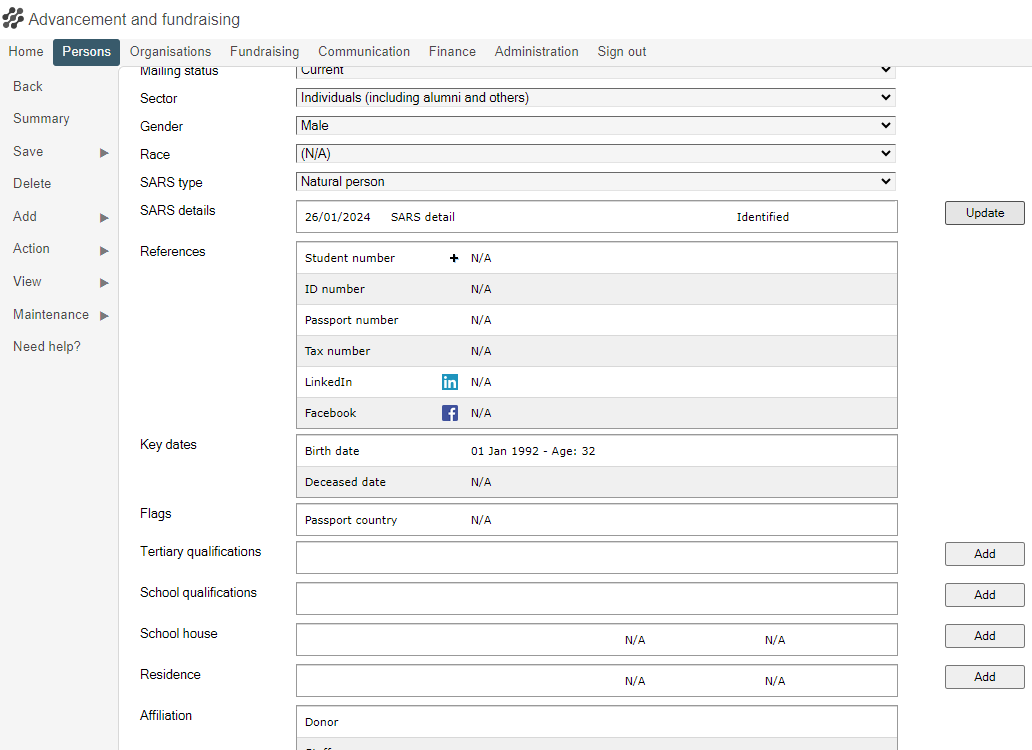 Advancement and fundraising
Home Persons Organisations Fundraising Communication Finance Administration Sign out
Back
Summary
Save
Delete
Add
Action
View
Maintenance
Need help?
Mailing status Current
Sector Individuals (including alumni and others)
Gender Male
Race (N/A)
SARS type Natural person
SARS details 26/01/2024 SARS detail Identified Update
References
Student number + N/A
ID number N/A
Passport number N/A
Tax number N/A
LinkedIn in N/A
Facebook f N/A
Key dates
Birth date 01 Jan 1992 - Age: 32
Deceased date N/A
Flags
Passport country N/A
Tertiary qualifications Add
School qualifications Add
School house N/A N/A Add
Residence N/A N/A Add
Affiliation
Donor